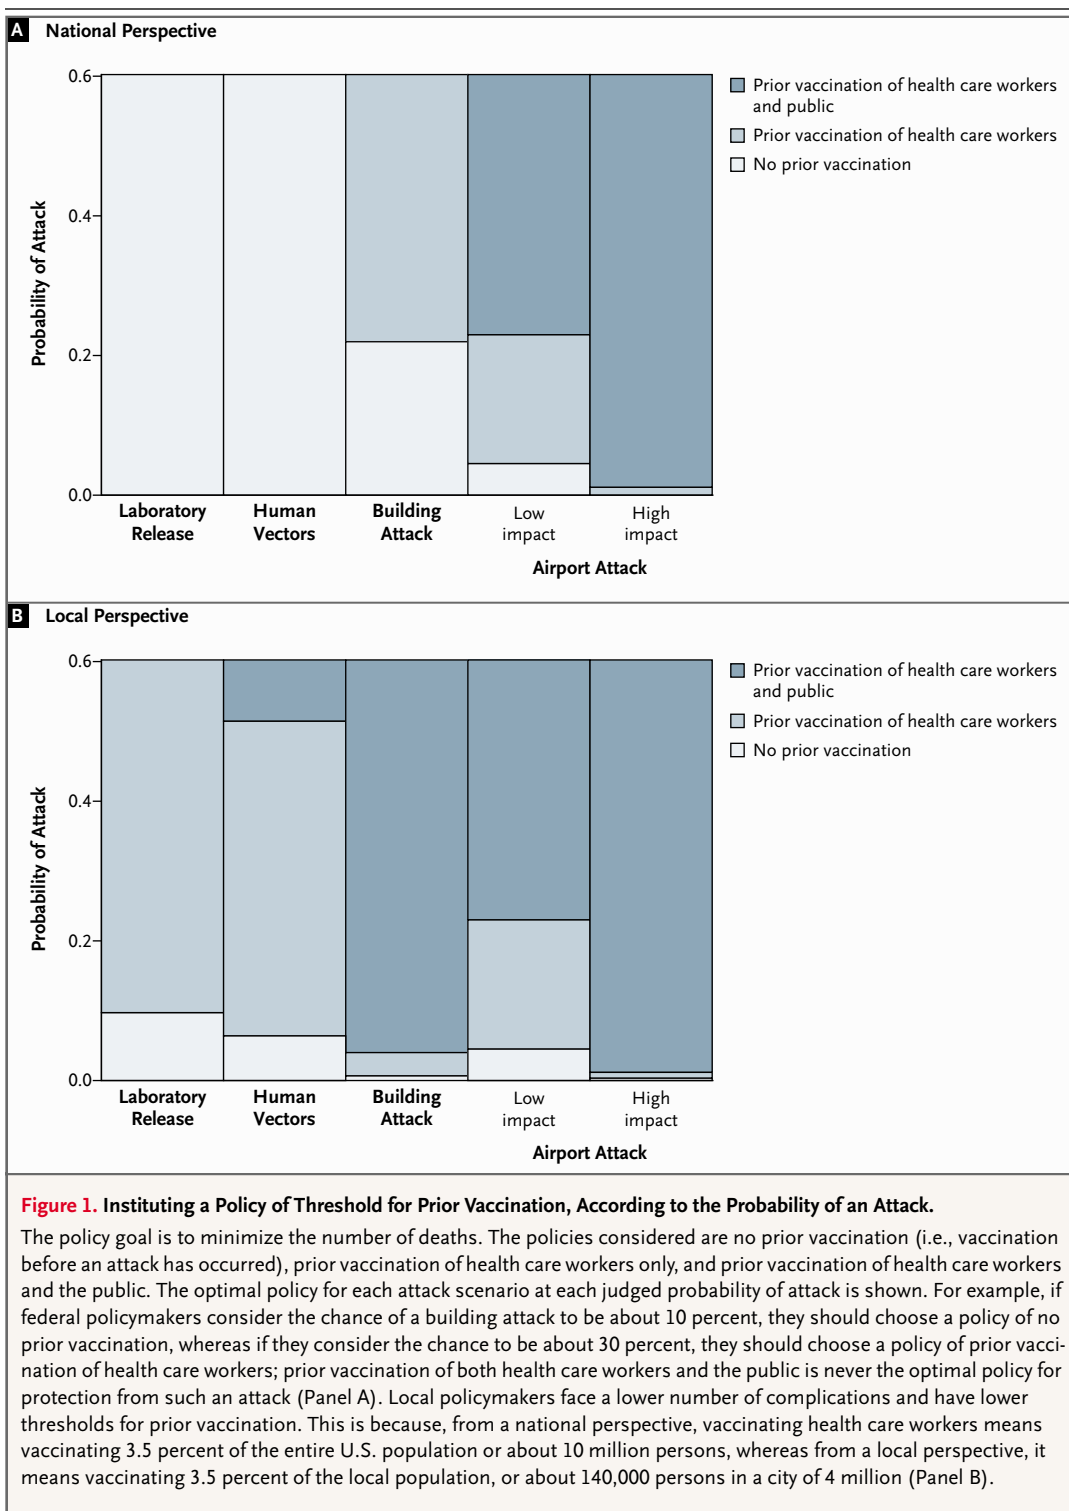 A National Perspective
0.6
Prior vaccination of health care workers
and public
Prior vaccination of health care workers
No prior vaccination
0.4
0.2
0.0
Probability of Attack
Laboratory
Release
Human
Vectors
Building
Attack
Low
impact
High
impact
Airport Attack
B Local Perspective
0.6
Prior vaccination of health care workers
and public
Prior vaccination of health care workers
No prior vaccination
0.4
0.2
0.0
Probability of Attack
Laboratory
Release
Human
Vectors
Building
Attack
Low
impact
High
impact
Airport Attack
Figure 1. Instituting a Policy of Threshold for Prior Vaccination, According to the Probability of an Attack.
The policy goal is to minimize the number of deaths. The policies considered are no prior vaccination (i.e., vaccination
before an attack has occurred), prior vaccination of health care workers only, and prior vaccination of health care workers
and the public. The optimal policy for each attack scenario at each judged probability of attack is shown. For example, if
federal policymakers consider the chance of a building attack to be about 10 percent, they should choose a policy of no
prior vaccination, whereas if they consider the chance to be about 30 percent, they should choose a policy of prior vacci-
nation of health care workers; prior vaccination of both health care workers and the public is never the optimal policy for
protection from such an attack (Panel A). Local policymakers face a lower number of complications and have lower
thresholds for prior vaccination. This is because, from a national perspective, vaccinating health care workers means
vaccinating 3.5 percent of the entire U.S. population or about 10 million persons, whereas from a local perspective, it
means vaccinating 3.5 percent of the local population, or about 140,000 persons in a city of 4 million (Panel B).